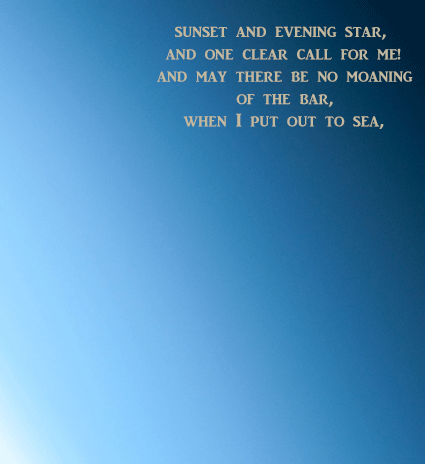 sunset and evening star,
and one clear call for me!
and may there be no moaning
of the bar,
when I put out to sea,